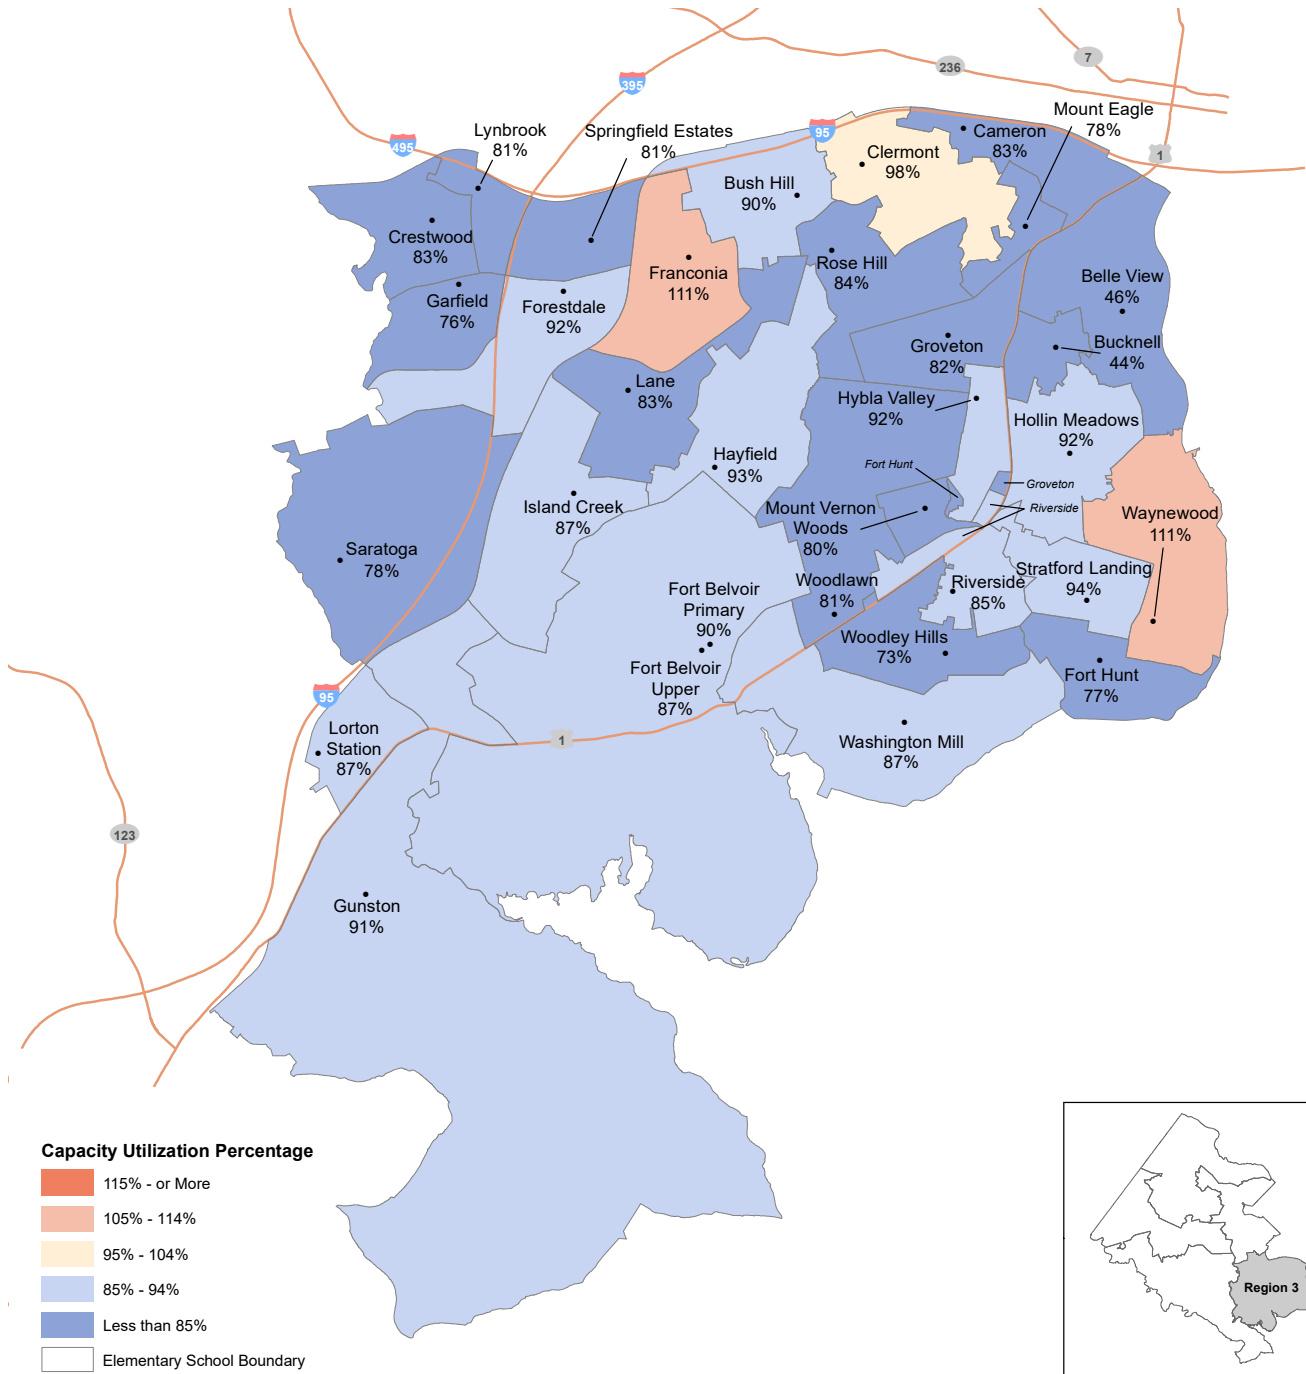 7
236
395
Mount Eagle
78%
Lynbrook
81%
Springfield Estates
81%
95
Cameron
83%
495
1
Clermont
98%
Bush Hill
90%
Crestwood
83%
Franconia
111%
Rose Hill
84%
Belle View
46%
Garfield
76%
Forestdale
92%
Groveton
82%
Bucknell
44%
Lane
83%
Hybla Valley
92%
Hollin Meadows
92%
Hayfield
93%
Fort Hunt
Groveton
Island Creek
87%
Mount Vernon
Woods
80%
Riverside
Waynewood
111%
Saratoga
78%
Stratford Landing
94%
Fort Belvoir
Primary
90%
Woodlawn
81%
Riverside
85%
Woodley Hills
73%
Fort Belvoir
Upper
87%
Fort Hunt
77%
95
Lorton
Station
87%
1
Washington Mill
87%
123
Gunston
91%
Capacity Utilization Percentage
115% - or More
105% - 114%
95% - 104%
85% - 94%
Less than 85%
Elementary School Boundary
Region 3